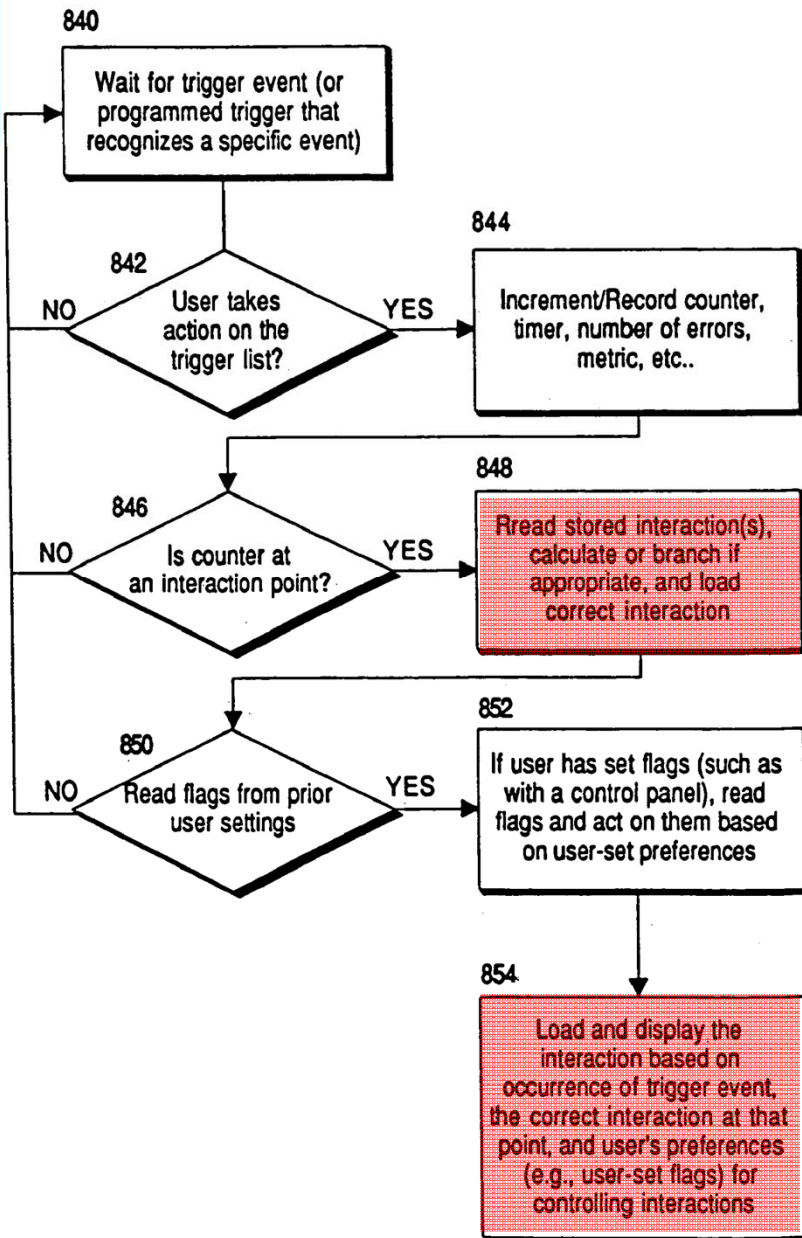 840
Wait for trigger event (or
programmed trigger that
recognizes a specific event)
842
NO
User takes
action on the
trigger list?
YES
844
Increment/Record counter,
timer, number of errors,
metric, etc..
846
NO
Is counter at
an interaction point?
YES
848
Rread stored interaction(s),
calculate or branch if
appropriate, and load
correct interaction
850
NO
Read flags from prior
user settings
YES
852
If user has set flags (such as
with a control panel), read
flags and act on them based
on user-set preferences
854
Load and display the
interaction based on
occurrence of trigger event,
the correct interaction at that
point, and user's preferences
(e.g., user-set flags) for
controlling interactions